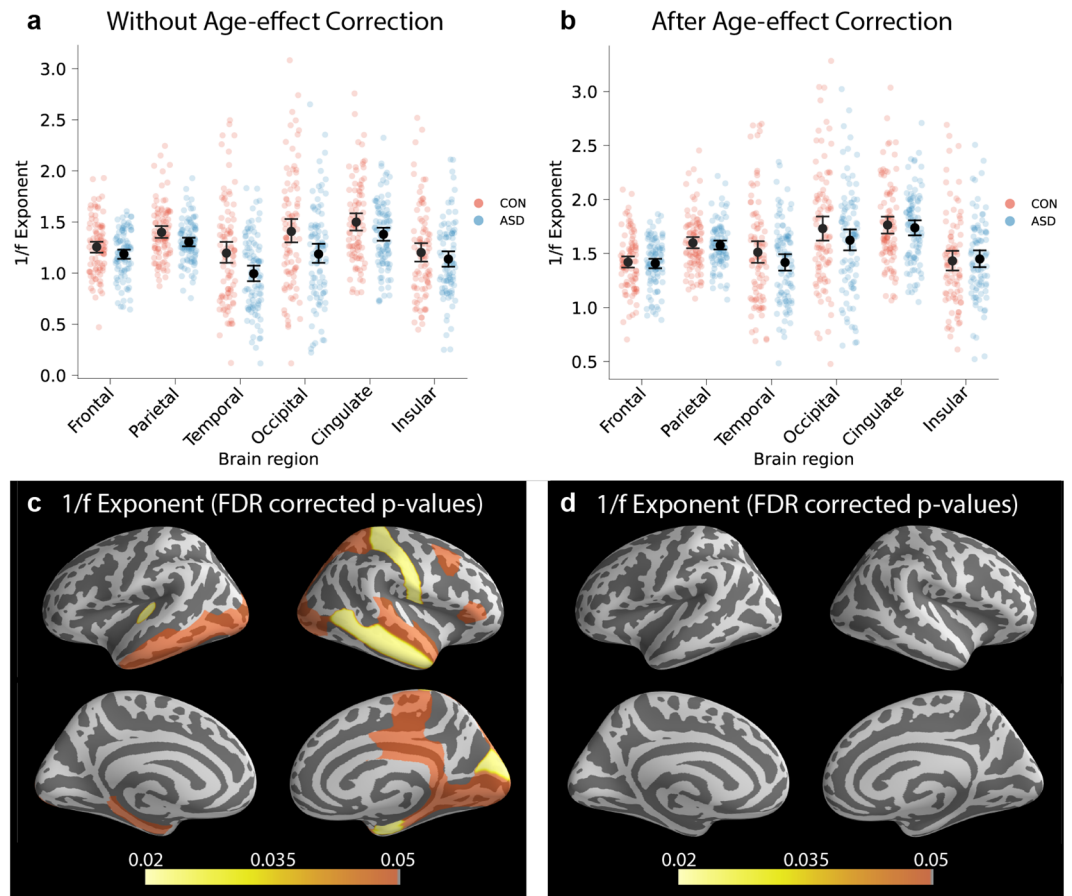 a Without Age-effect Correction
3.0
2.5
2.0
1.5
1.0
0.5
0.0
1/f Exponent
CON
ASD
Frontal
Parietal
Temporal
Occipital
Cingulate
Insular
Brain region
b After Age-effect Correction
3.0
2.5
2.0
1.5
1.0
0.5
1/f Exponent
CON
ASD
Frontal
Parietal
Temporal
Occipital
Cingulate
Insular
Brain region
c 1/f Exponent (FDR corrected p-values)
0.02 0.035 0.05
d 1/f Exponent (FDR corrected p-values)
0.02 0.035 0.05